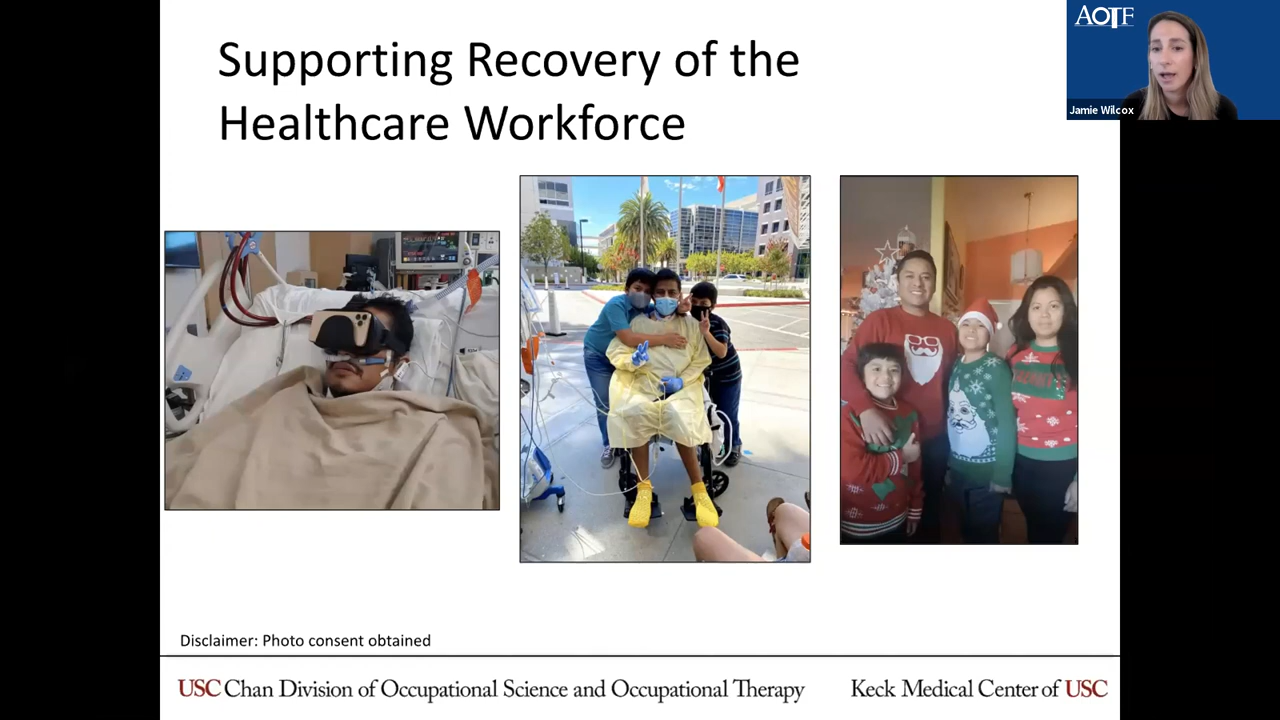 Supporting Recovery of the
Healthcare Workforce
AOTF
Jamie Wilcox
Disclaimer: Photo consent obtained
USC Chan Division of Occupational Science and Occupational Therapy
Keck Medical Center of USC